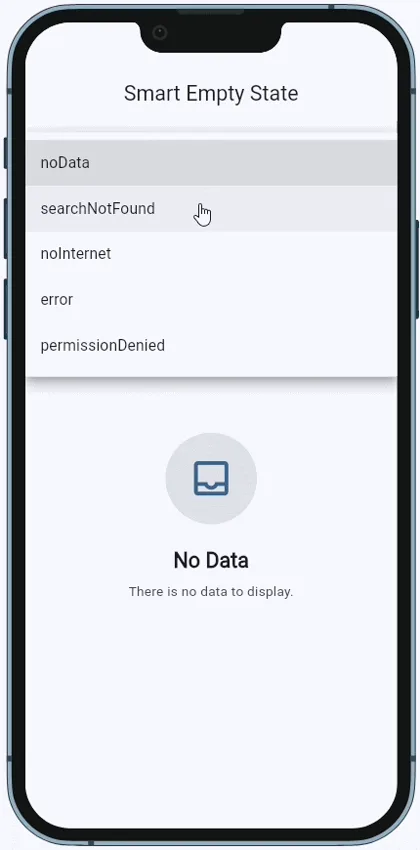 Smart Empty State
noData
searchNotFound
noInternet
error
permissionDenied
No Data
There is no data to display.